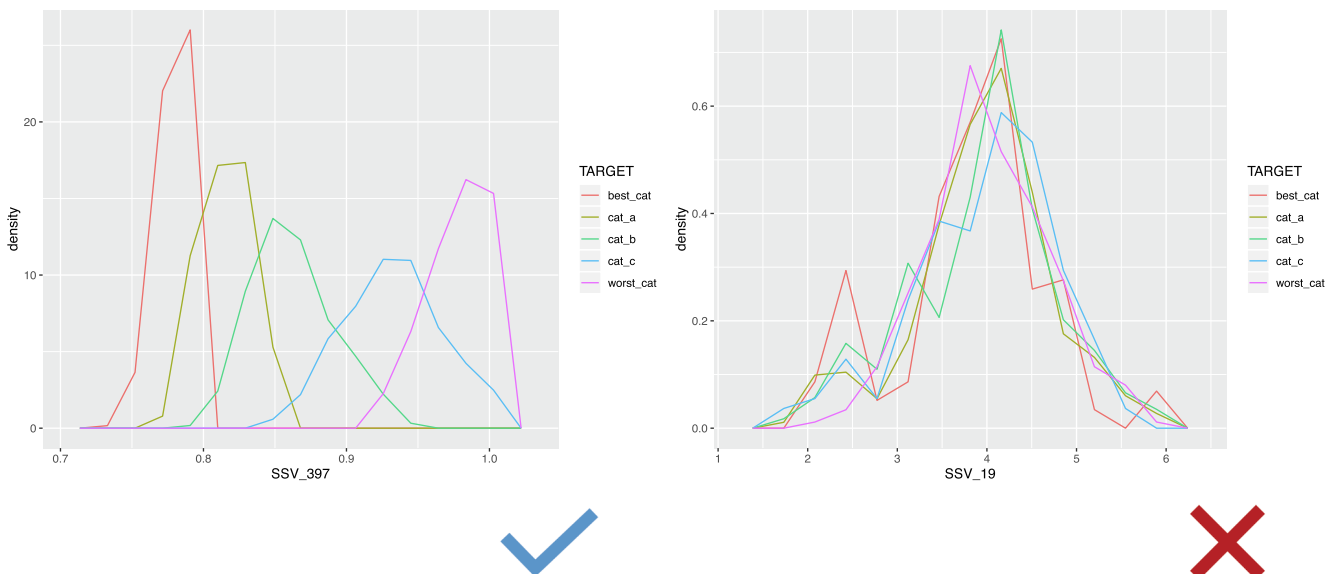 density
20
10
0
0.7 0.8 0.9 1.0
SSV_397
TARGET
best_cat
cat_a
cat_b
cat_c
worst_cat
density
0.6
0.4
0.2
0.0
1 2 3 4 5 6
SSV_19
TARGET
best_cat
cat_a
cat_b
cat_c
worst_cat